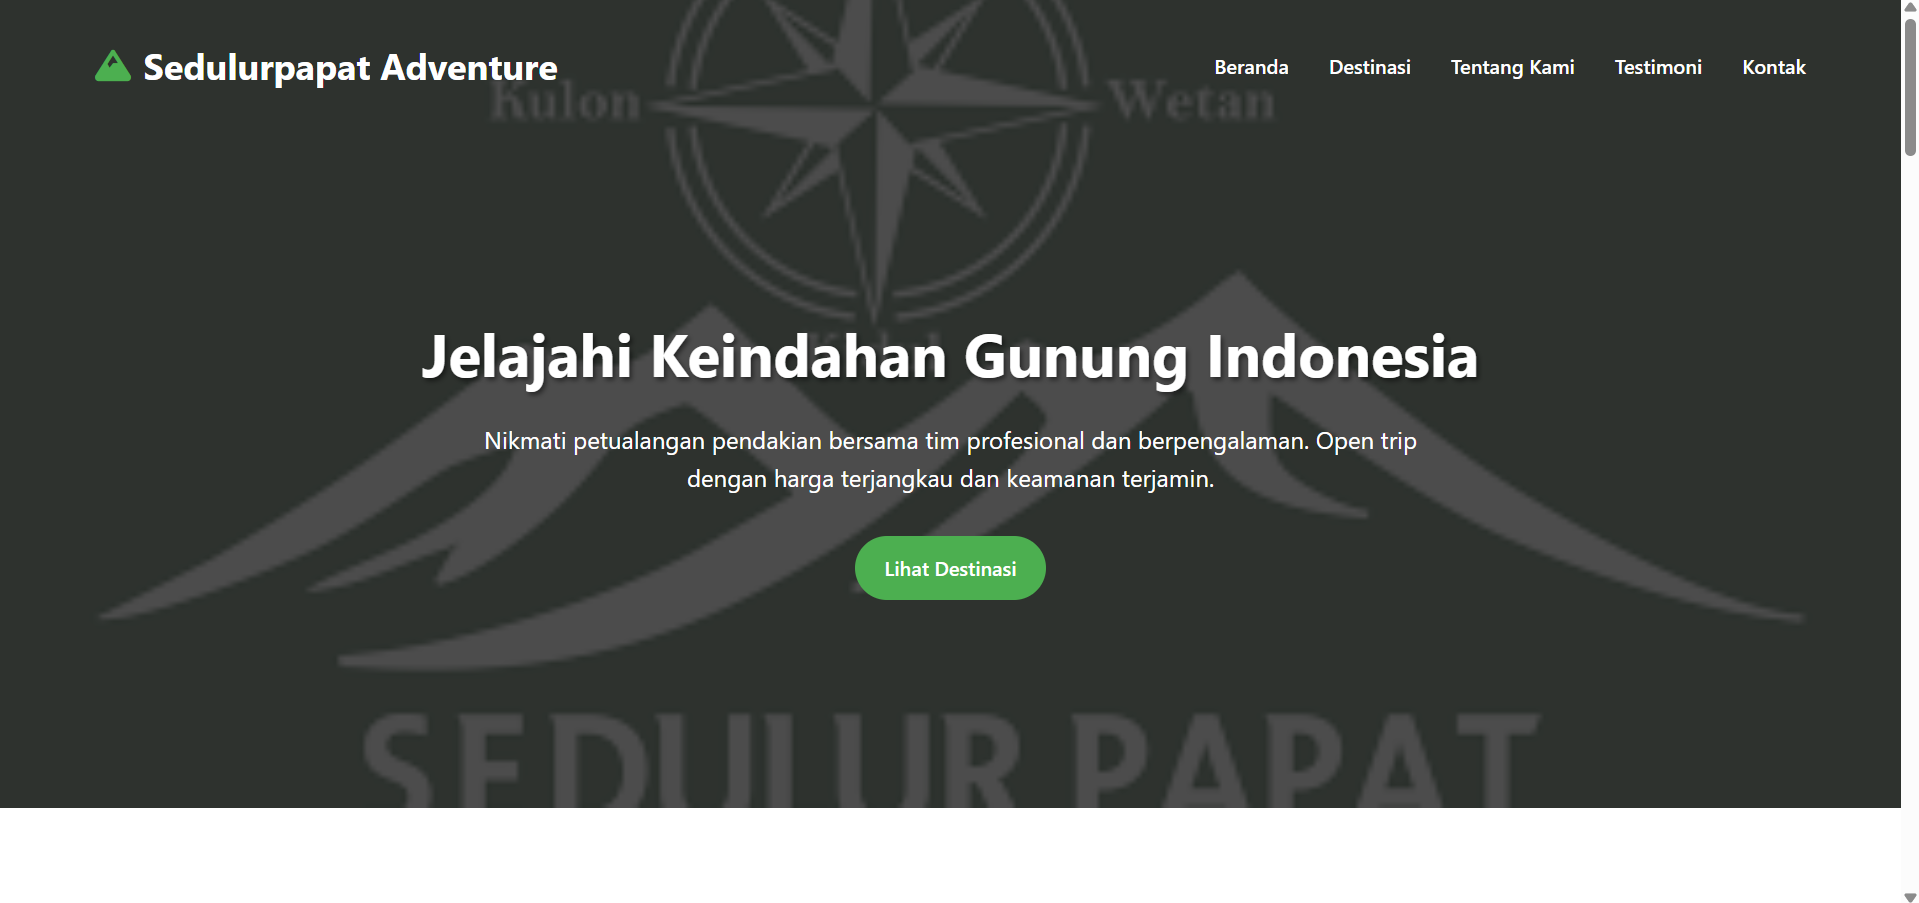 Sedulurpapat Adventure
Beranda
Destinasi
Tentang Kami
Testimoni
Kontak
Kulon
Wetan
Jelajahi Keindahan Gunung Indonesia
Nikmati petualangan pendakian bersama tim profesional dan berpengalaman. Open trip
dengan harga terjangkau dan keamanan terjamin.
Lihat Destinasi
SEDULUR PAPAT